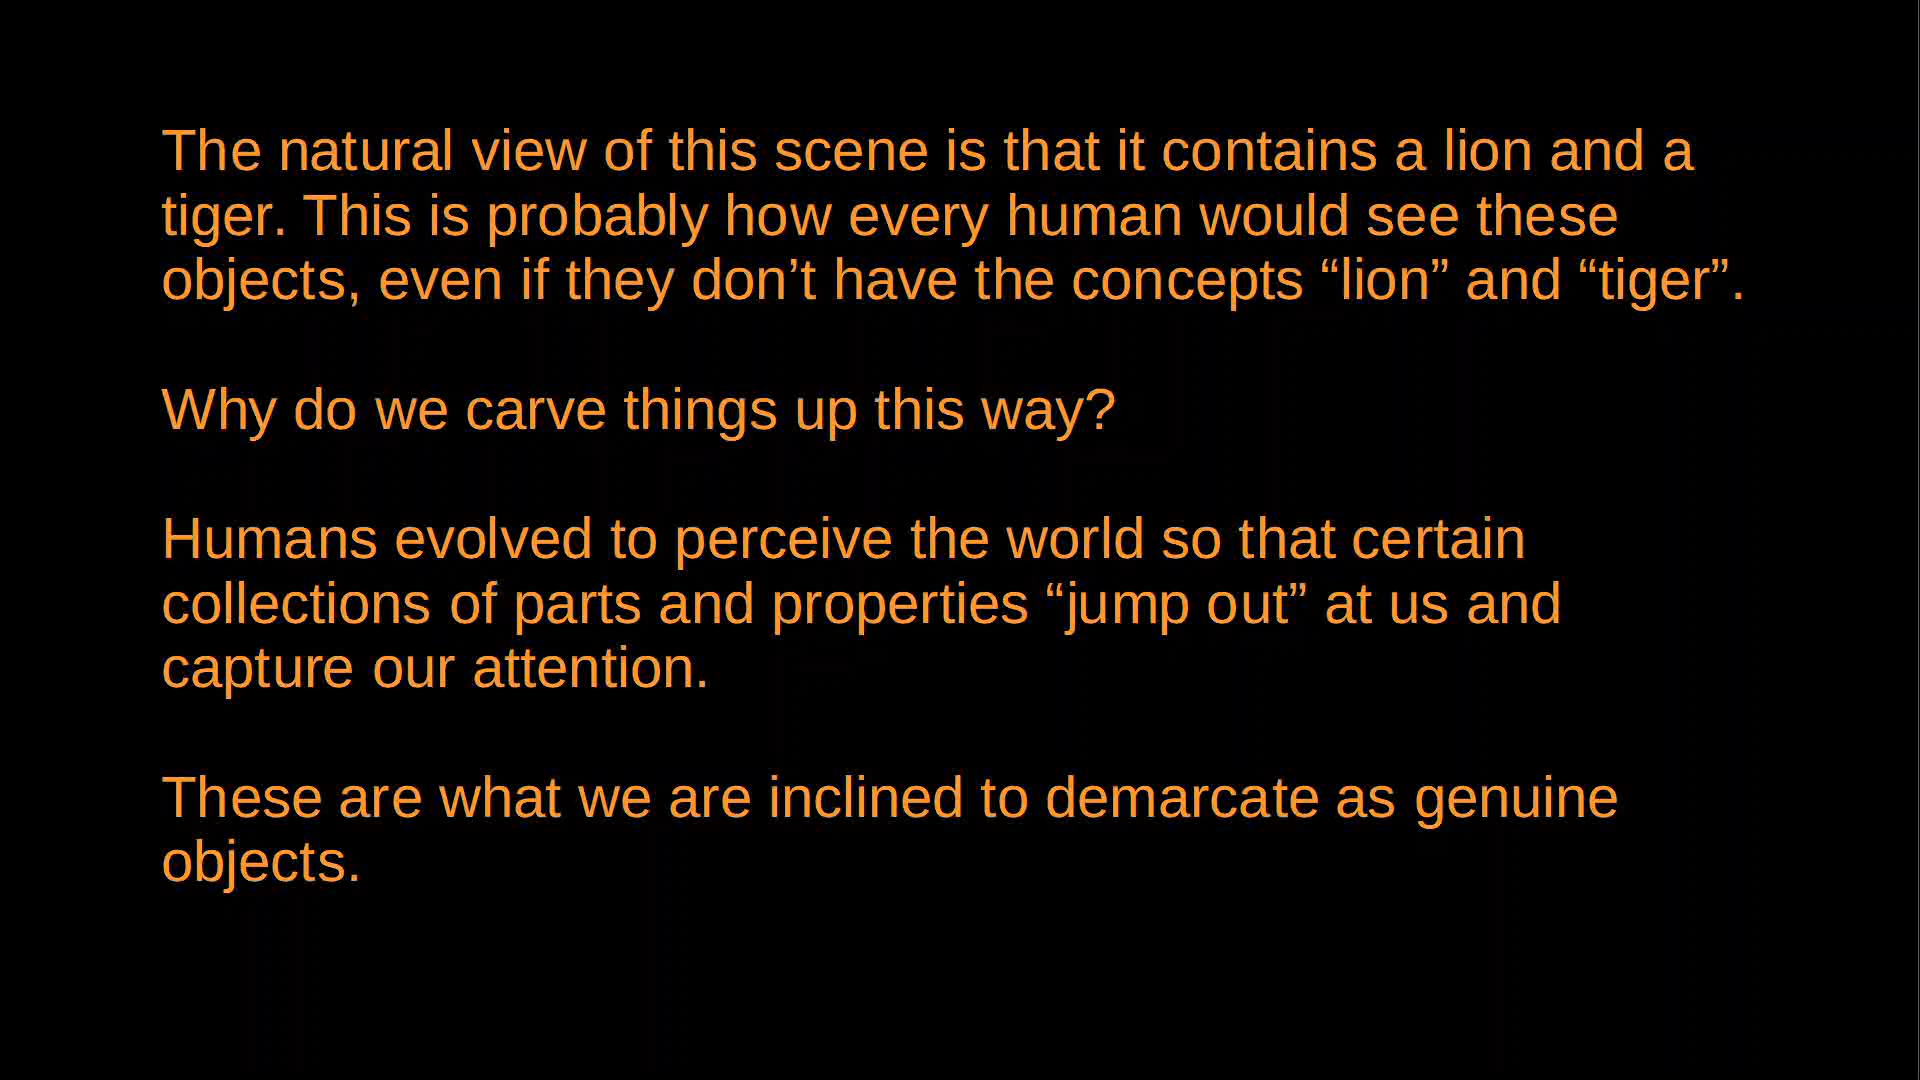 The natural view of this scene is that it contains a lion and a
tiger. This is probably how every human would see these
objects, even if they don’t have the concepts “lion” and “tiger”.
Why do we carve things up this way?
Humans evolved to perceive the world so that certain
collections of parts and properties “jump out” at us and
capture our attention.
These are what we are inclined to demarcate as genuine
objects.